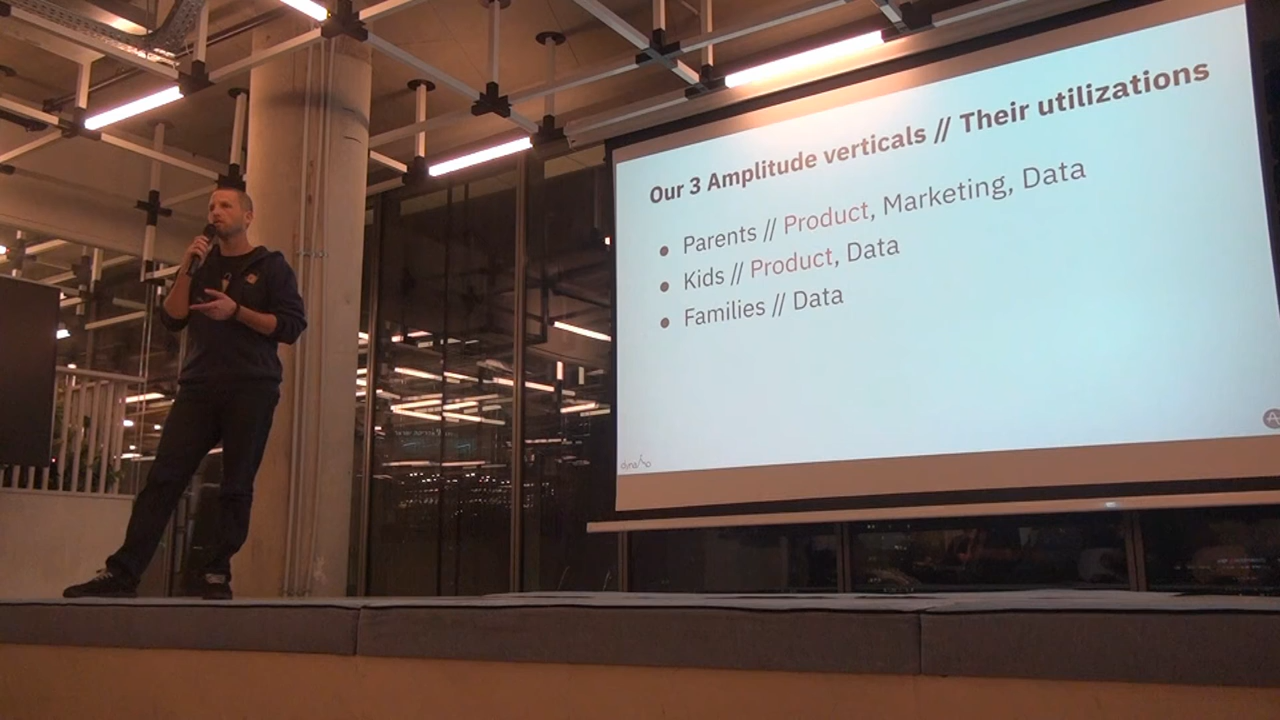 Our 3 Amplitude verticals // Their utilizations
● Parents // Product, Marketing, Data
● Kids // Product, Data
● Families // Data